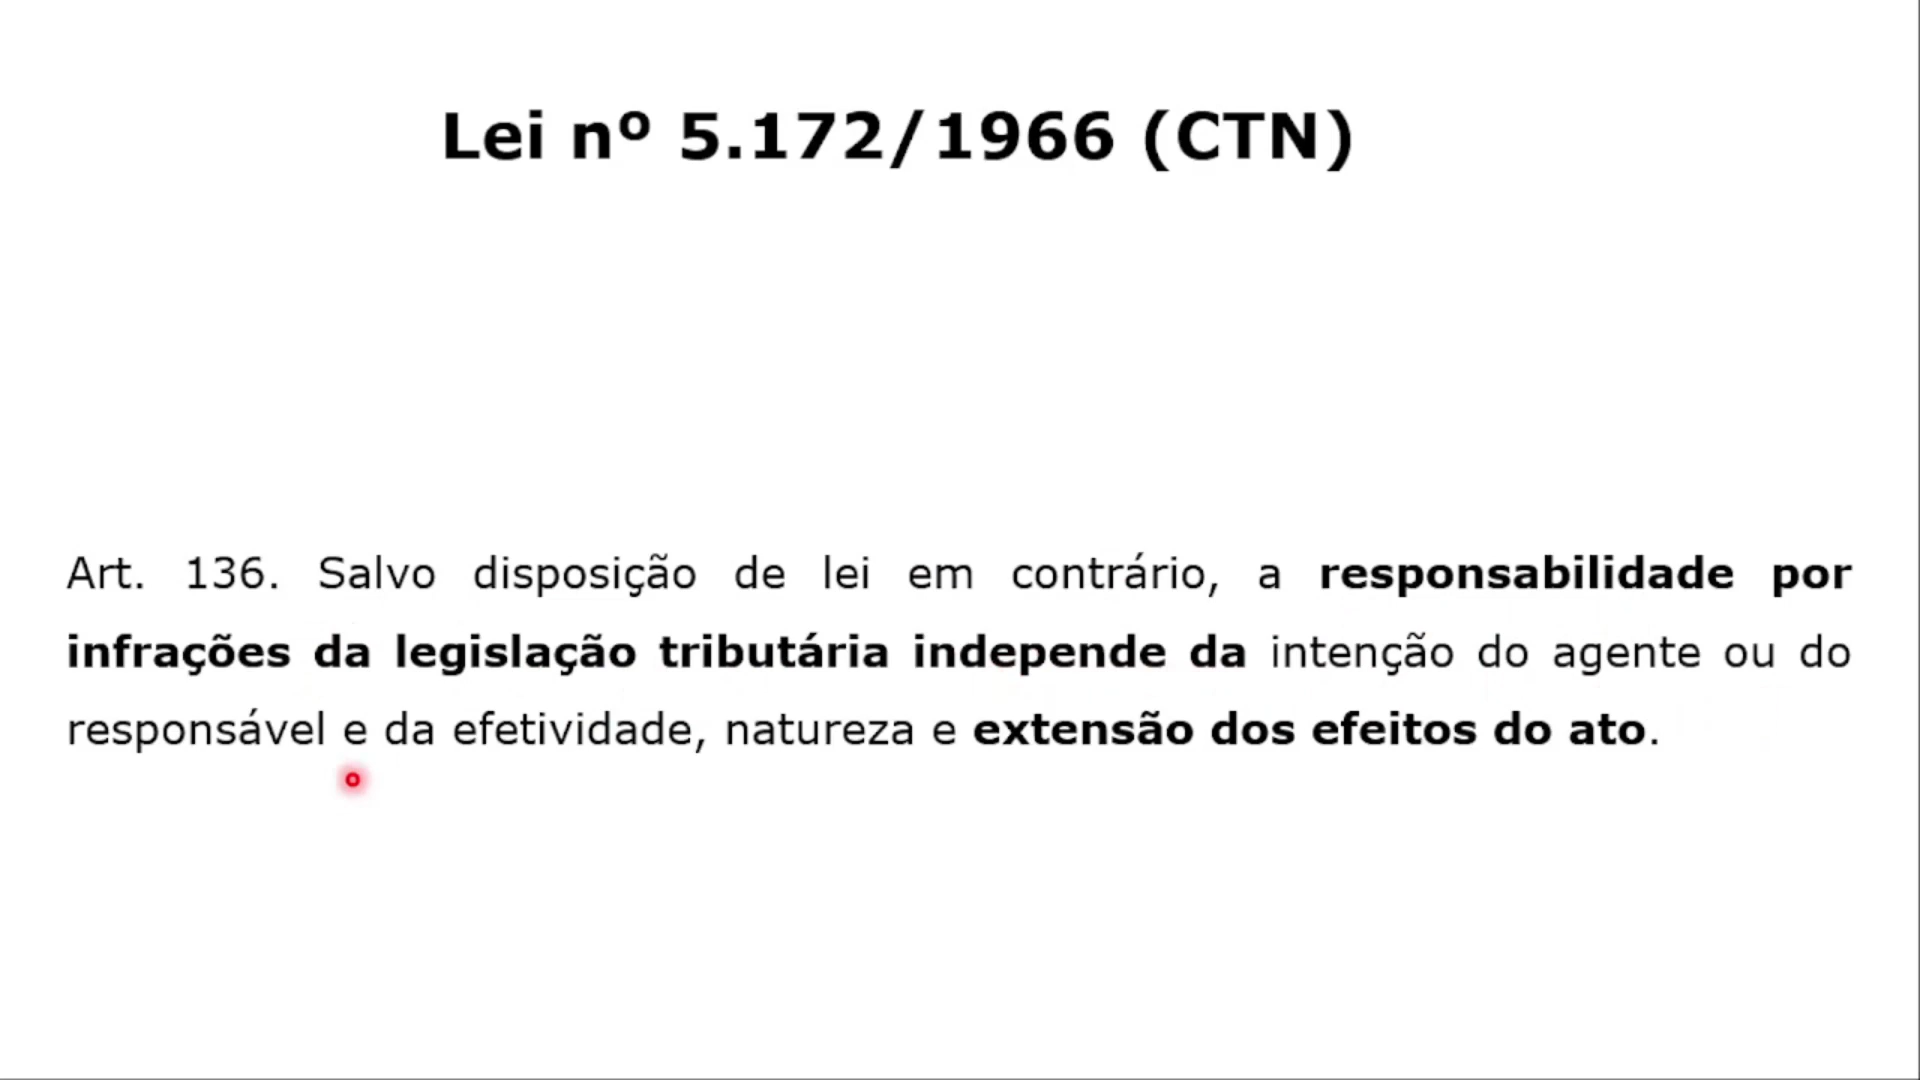 Lei nº 5.172/1966 (CTN)
Art. 136. Salvo disposição de lei em contrário, a responsabilidade por
infrações da legislação tributária independe da intenção do agente ou do
responsável e da efetividade, natureza e extensão dos efeitos do ato.